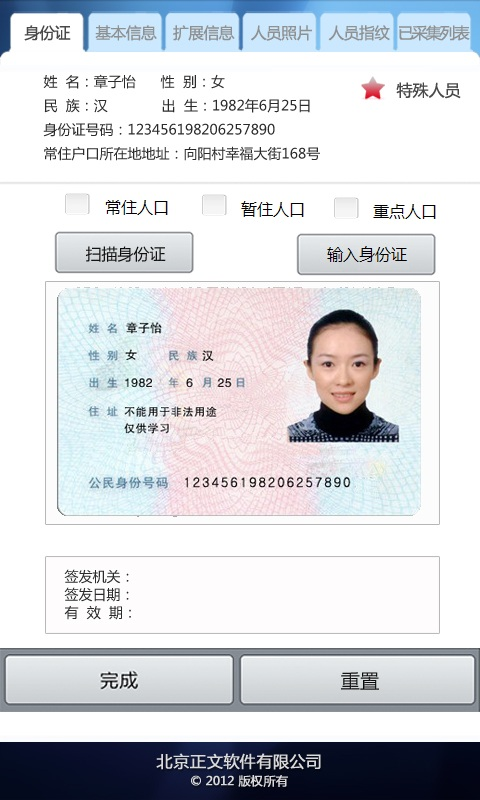 身份证 基本信息 扩展信息 人员照片 人员指纹 已采集列表
姓 名：章子怡 性 别：女
特殊人员
民 族：汉 出 生：1982年6月25日
身份证号码：123456198206257890
常住户口所在地地址：向阳村幸福大街168号
常住人口 暂住人口 重点人口
扫描身份证 输入身份证
姓 名 章子怡
性 别 女 民 族 汉
出 生 1982 年 6 月 25 日
住 址 不能用于非法用途
仅供学习
公民身份号码 123456198206257890
签发机关：
签发日期：
有 效 期：
完成 重置
北京正文软件有限公司
© 2012 版权所有